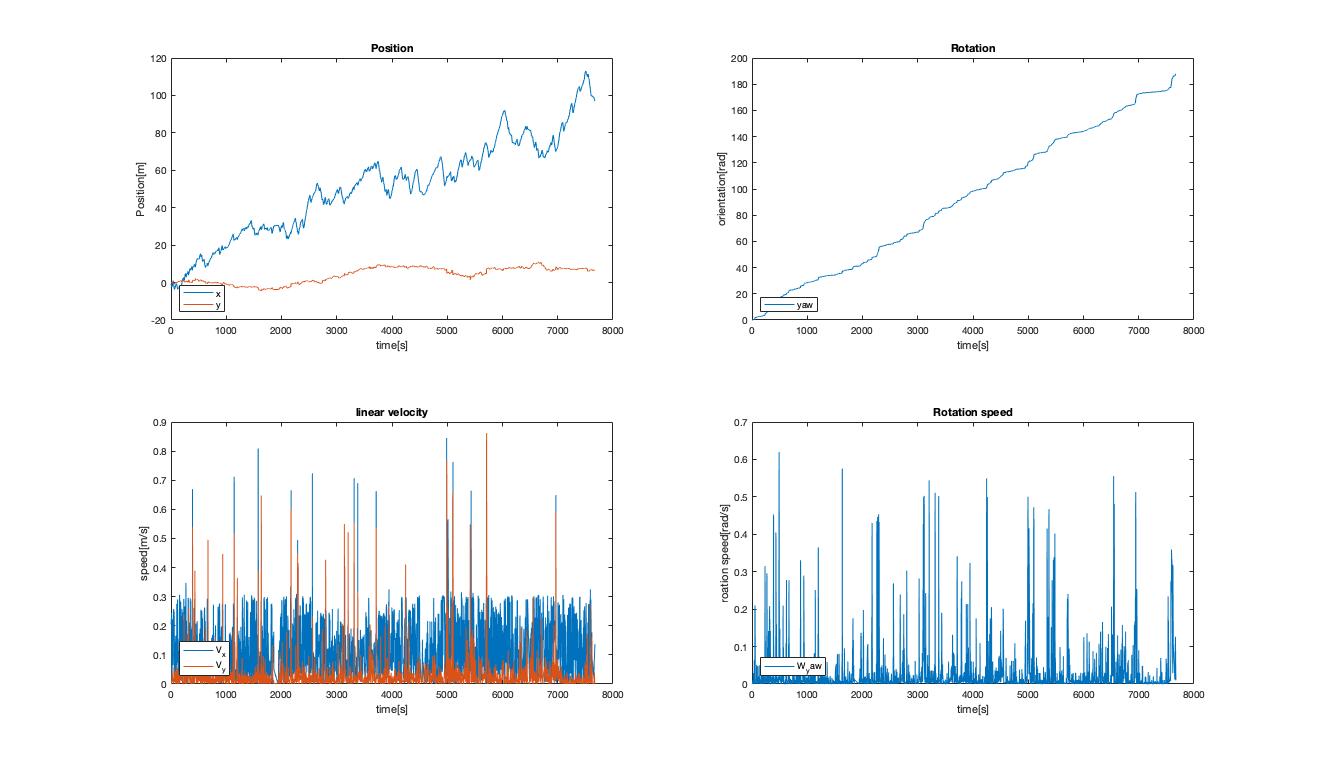 Position
120
100
80
60
40
20
0
-20
Position[m]
x
y
0 1000 2000 3000 4000 5000 6000 7000 8000
time[s]
Rotation
200
180
160
140
120
100
80
60
40
20
0
orientation[rad]
yaw
0 1000 2000 3000 4000 5000 6000 7000 8000
time[s]
linear velocity
0.9
0.8
0.7
0.6
0.5
0.4
0.3
0.2
0.1
0
speed[m/s]
Vx
Vy
0 1000 2000 3000 4000 5000 6000 7000 8000
time[s]
Rotation speed
0.7
0.6
0.5
0.4
0.3
0.2
0.1
0
roation speed[rad/s]
Wyaw
0 1000 2000 3000 4000 5000 6000 7000 8000
time[s]